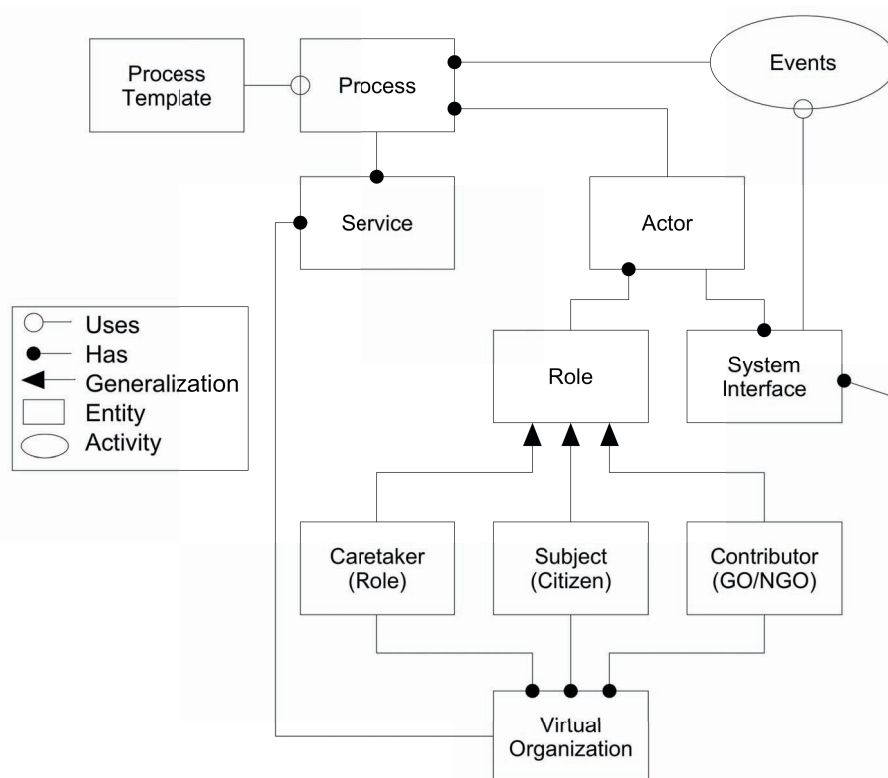 Process
Template
Process
Events
Service
Actor
Uses
Has
Generalization
Entity
Activity
Role
System
Interface
Caretaker
(Role)
Subject
(Citizen)
Contributor
(GO/NGO)
Virtual
Organization